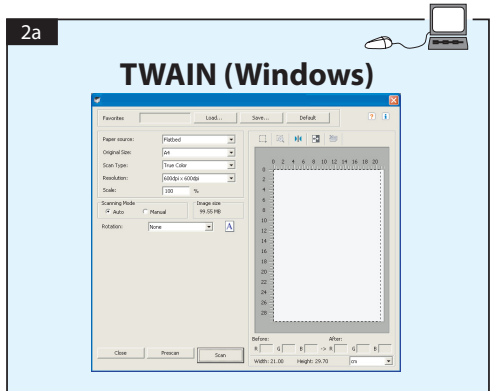 2a
TWAIN (Windows)
Favorites Load... Save... Default ? i
Paper source: Flatbed
Original Size: A4
Scan Type: True Color
Resolution: 600dpi x 600dpi
Scale: 100 %
Scanning Mode Image size
Auto Manual 99.55 MB
Rotation: None A
0 2 4 6 8 10 12 14 16 18 20
0
2
4
6
8
10
12
14
16
18
20
22
24
26
28
Before: After:
R G B -> R G B
Width: 21.00 Height: 29.70 cm
Close Prescan Scan